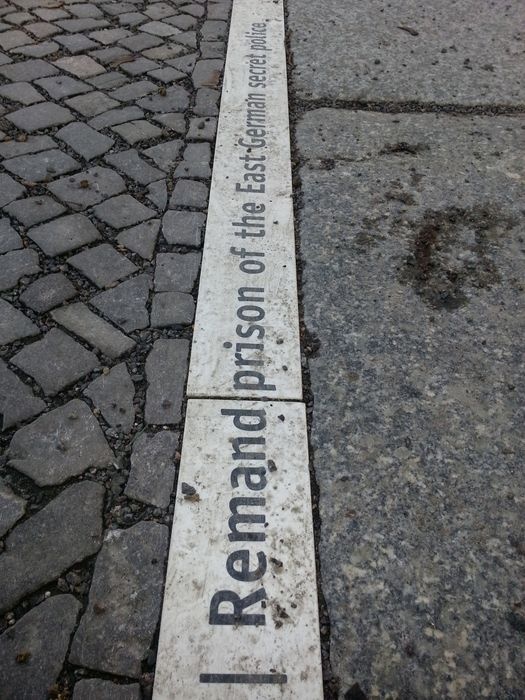 | Remand prison of the East German secret police.